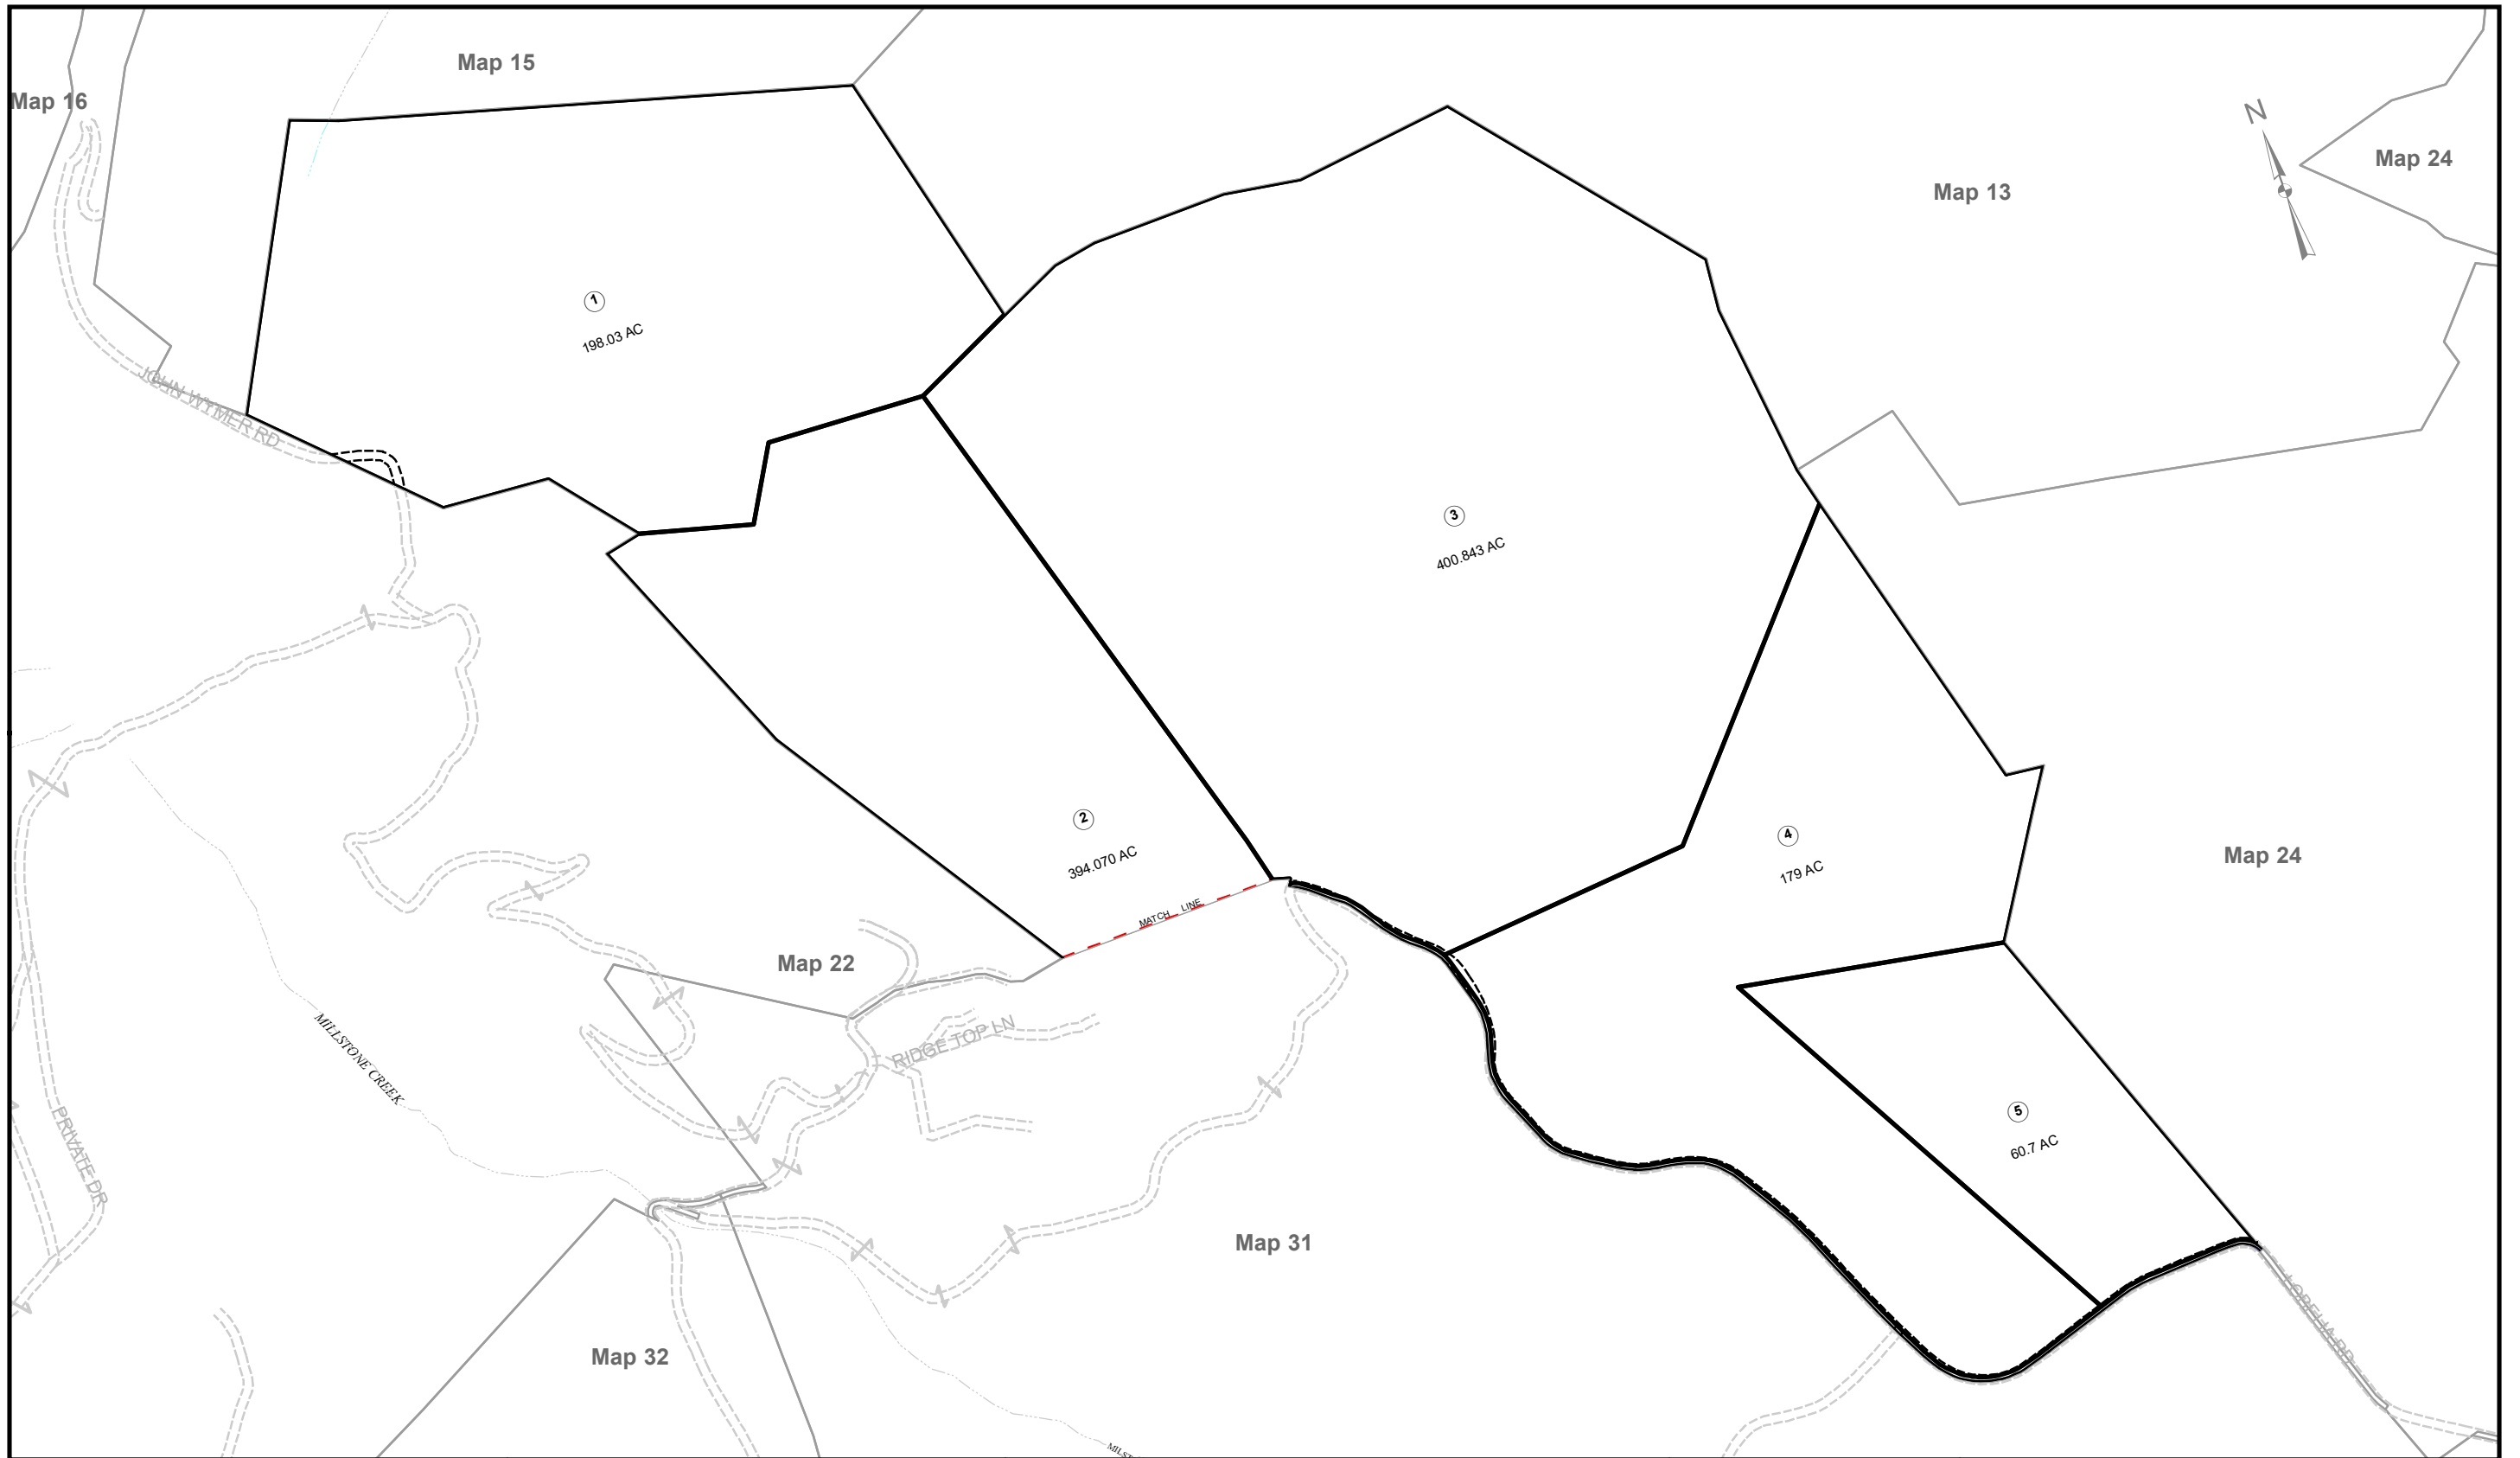 Map 15
Map 16
N
Map 24
Map 13
1
198.03 AC
JOHN WYMER RD
3
400.843 AC
2
394.070 AC
4
179 AC
Map 24
MATCH LINE
Map 22
MILLSTONE CREEK
RIDGE TOP LN
5
60.7 AC
PRIVATE DR
Map 31
Map 32